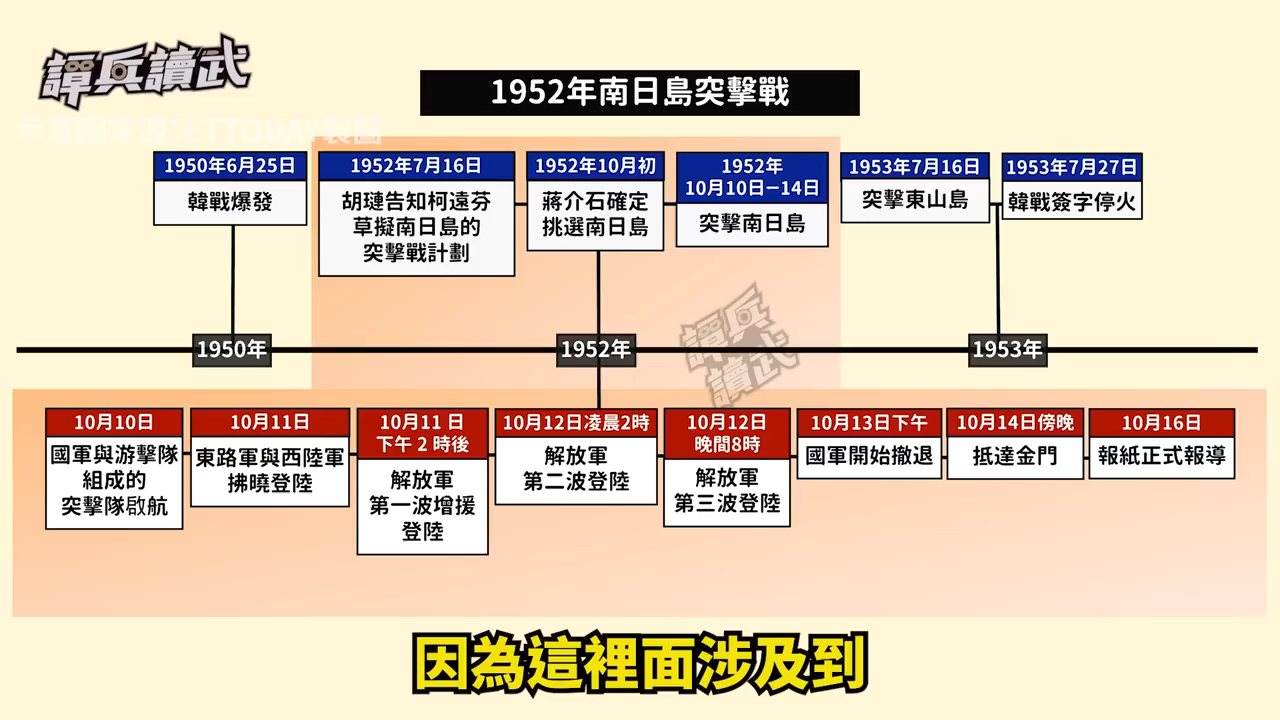 譚兵讀武
示意圖來源:ETTODAY製圖
1952年南日島突擊戰
1950年6月25日
韓戰爆發
1952年7月16日
胡璉告知柯遠芬
草擬南日島的
突擊戰計劃
1952年10月初
蔣介石確定
挑選南日島
1952年
10月10日–14日
突擊南日島
1953年7月16日
突擊東山島
1953年7月27日
韓戰簽字停火
譚兵
讀武
1950年
1952年
1953年
10月10日
國軍與游擊隊
組成的
突擊隊啟航
10月11日
東路軍與西陸軍
拂曉登陸
10月11 日
下午 2 時後
解放軍
第一波增援
登陸
10月12日凌晨2時
解放軍
第二波登陸
10月12日
晚間8時
解放軍
第三波登陸
10月13日下午
國軍開始撤退
10月14日傍晚
抵達金門
10月16日
報紙正式報導
因為這裡面涉及到